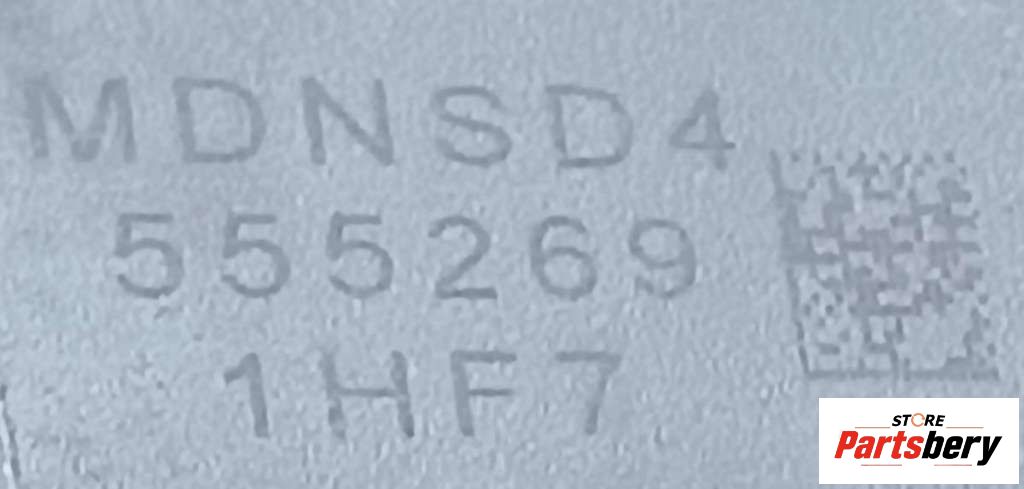 MDNSD4
555269
1HF7
STORE
Partsbery